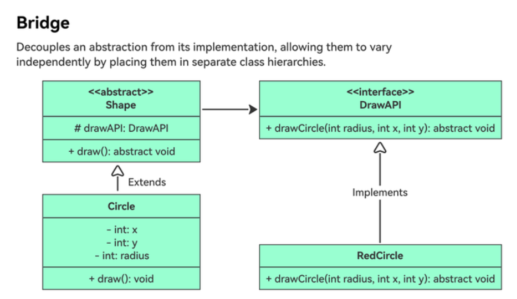 Bridge
Decouples an abstraction from its implementation, allowing them to vary
independently by placing them in separate class hierarchies.
<<abstract>>
Shape
# drawAPI: DrawAPI
+ draw(): abstract void
<<interface>>
DrawAPI
+ drawCircle(int radius, int x, int y): abstract void
Extends
Implements
Circle
- int: x
- int: y
- int: radius
+ draw(): void
RedCircle
+ drawCircle(int radius, int x, int y): abstract void